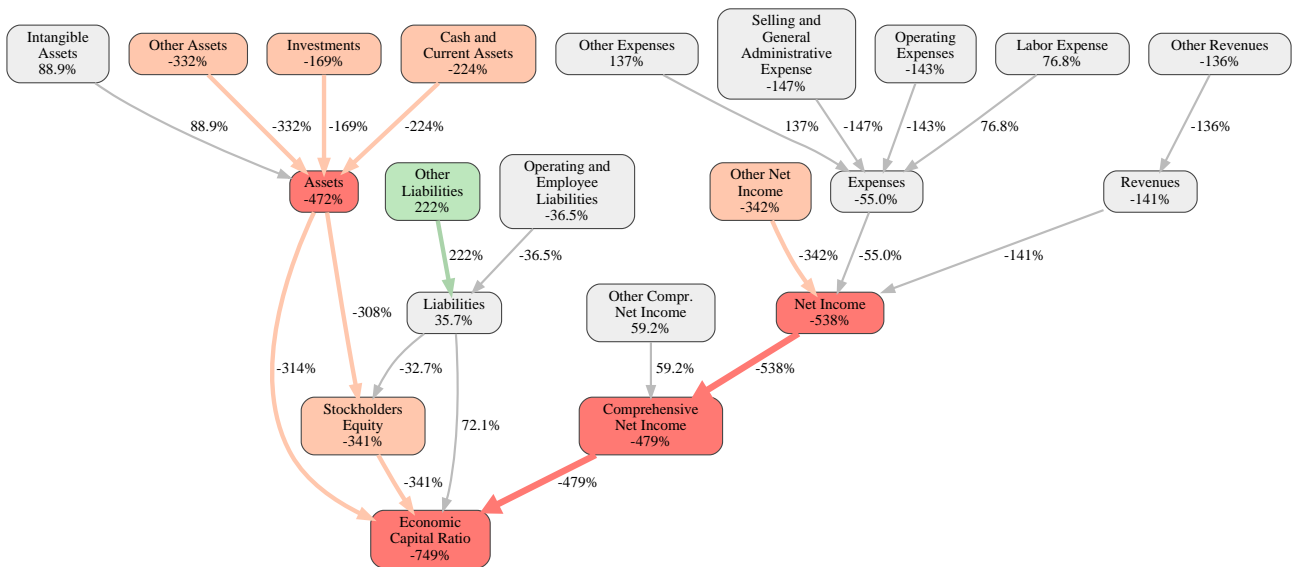 Intangible
Assets
88.9%
Other Assets
-332%
Investments
-169%
Cash and
Current Assets
-224%
Other Expenses
137%
Selling and
General
Administrative
Expense
-147%
Operating
Expenses
-143%
Labor Expense
76.8%
Other Revenues
-136%
88.9%
-332%
-169%
-224%
137%
-147%
-143%
76.8%
-136%
Assets
-472%
Other
Liabilities
222%
Operating and
Employee
Liabilities
-36.5%
Other Net
Income
-342%
Expenses
-55.0%
Revenues
-141%
222%
-36.5%
-342%
-55.0%
-141%
Liabilities
35.7%
Other Compr.
Net Income
59.2%
Net Income
-538%
-308%
-314%
-32.7%
59.2%
-538%
Stockholders
Equity
-341%
72.1%
Comprehensive
Net Income
-479%
-341%
-479%
Economic
Capital Ratio
-749%